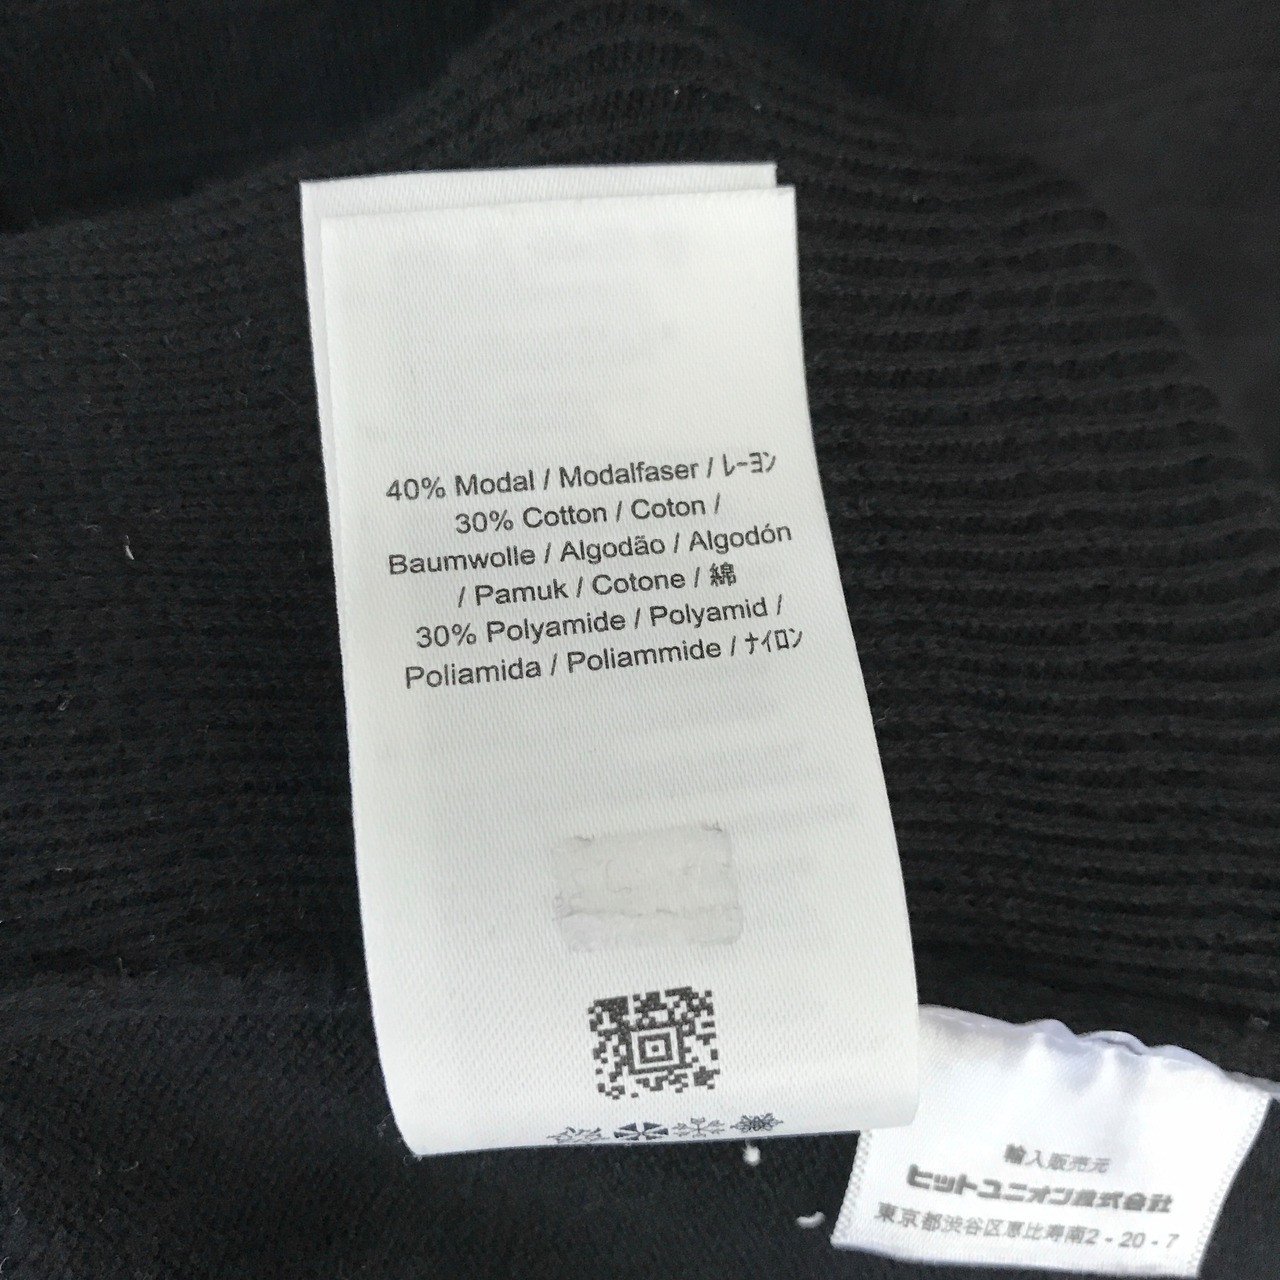 40% Modal / Modalfaser / レーヨン
30% Cotton / Coton /
Baumwolle / Algodão / Algodón
/ Pamuk / Cotone / 綿
30% Polyamide / Polyamid /
Poliamida / Poliammide / ナイロン
輸入販売元
ヒットユニオン株式会社
東京都渋谷区恵比寿南2-20-7